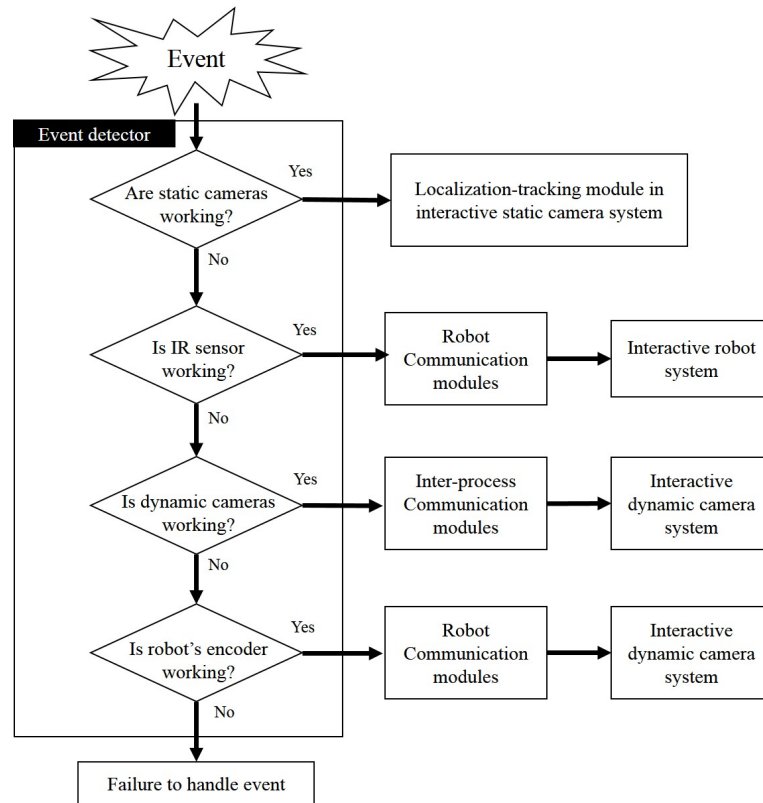 Event
Event detector
Are static cameras
working?
Yes
Localization-tracking module in
interactive static camera system
No
Is IR sensor
working?
Yes
Robot
Communication
modules
Interactive robot
system
No
Is dynamic cameras
working?
Yes
Inter-process
Communication
modules
Interactive
dynamic camera
system
No
Is robot’s encoder
working?
Yes
Robot
Communication
modules
Interactive
dynamic camera
system
No
Failure to handle event